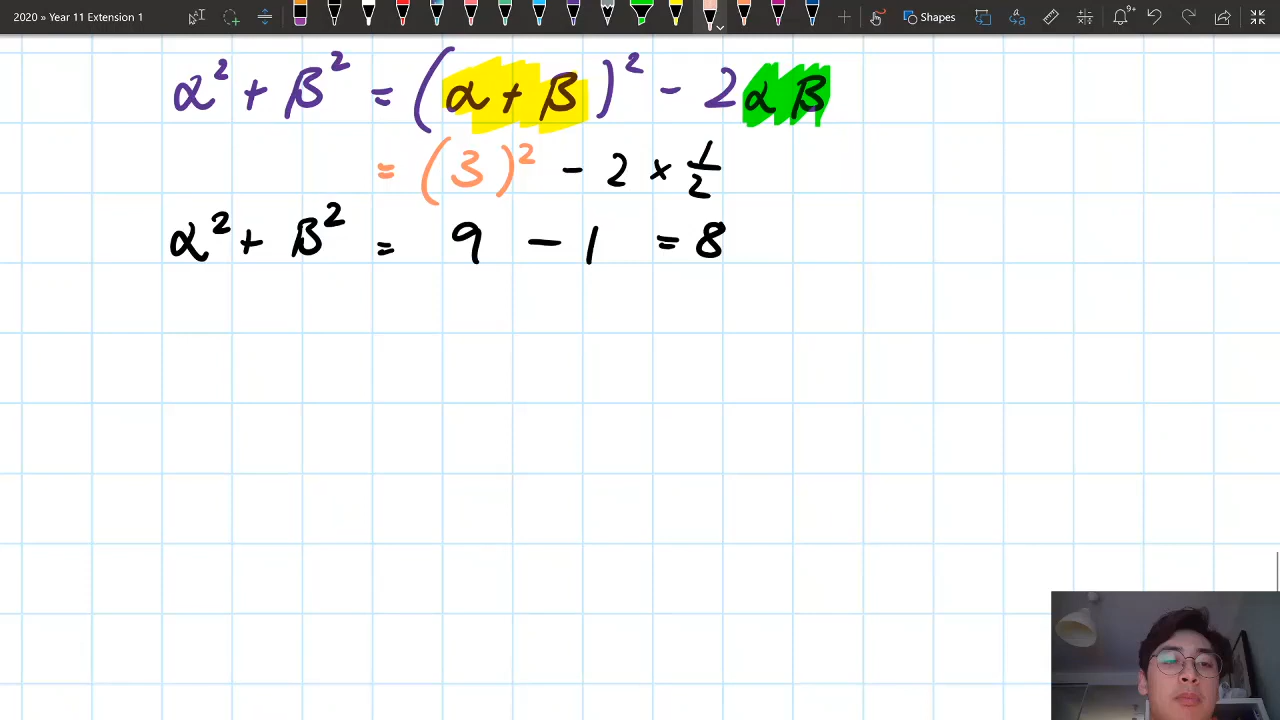 2020 » Year 11 Extension 1
Shapes
9+
α² + β² = (α + β)² - 2αβ
= (3)² - 2 × 1/2
α² + β² = 9 - 1 = 8